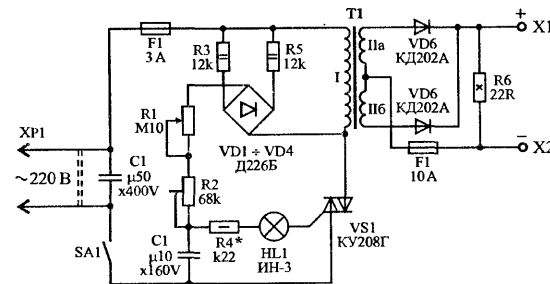 T1
+
X1
F1
3 A
R3
12k
R5
12k
IIа
VD6
КД202А
I
R6
22R
R1
M10
VD6
КД202А
IIб
XP1
−
X2
VD1 ÷ VD4
Д226Б
F1
10 A
~220 В
C1
µ50
x400V
R2
68k
VS1
КУ208Г
SA1
C1
µ10
x160V
R4*
k22
HL1
ИН-3